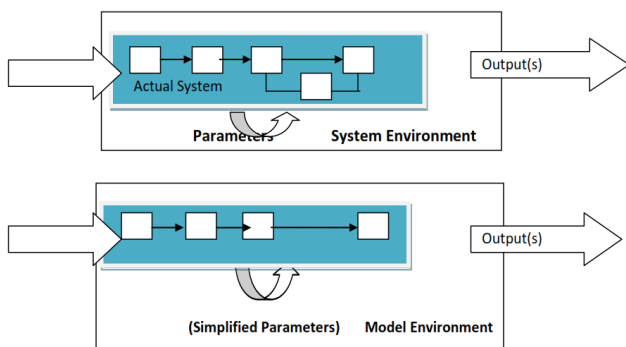 Output(s)
Actual System
Parameters System Environment
Output(s)
(Simplified Parameters) Model Environment